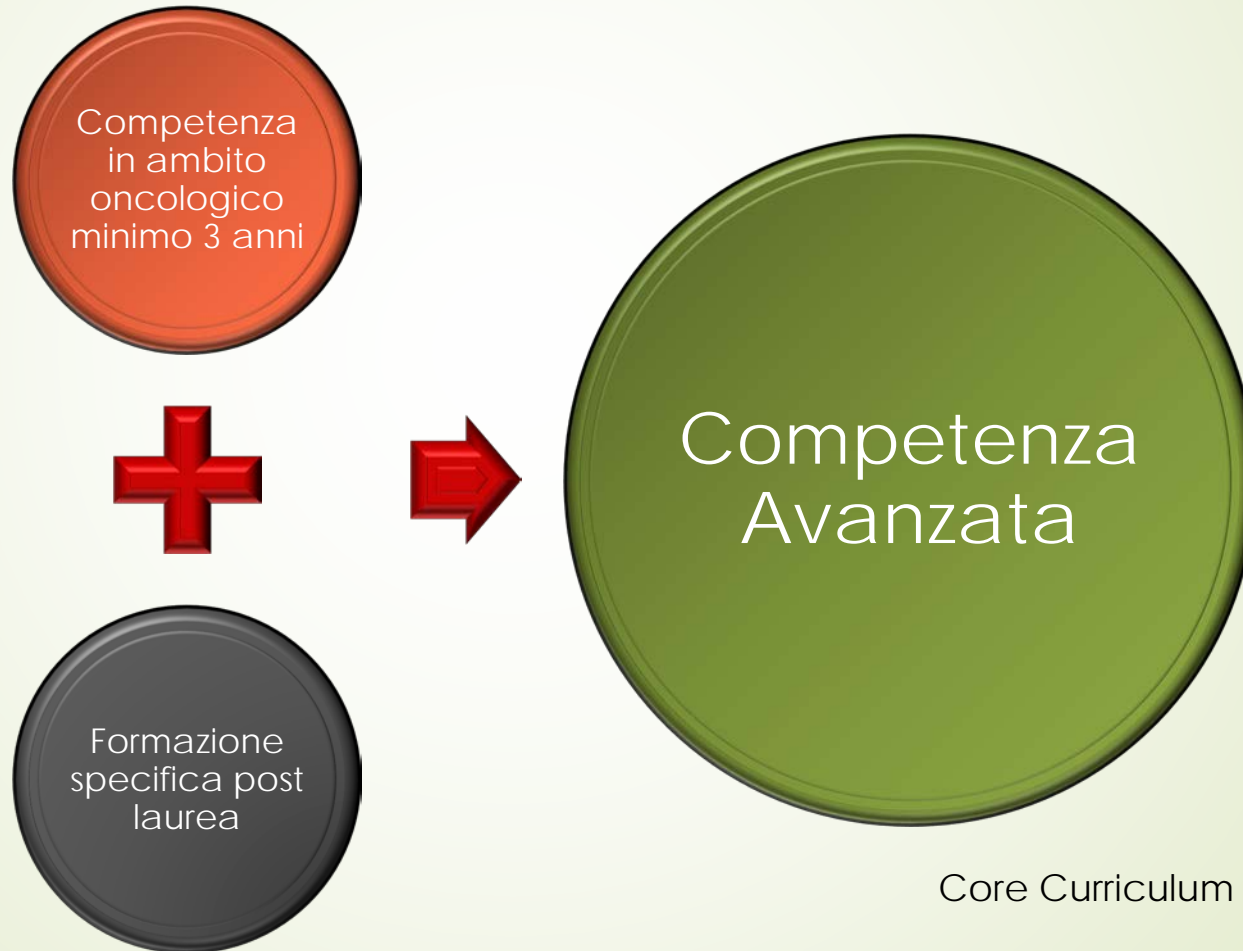 Competenza
in ambito
oncologico
minimo 3 anni
Formazione
specifica post
laurea
Competenza
Avanzata
Core Curriculum